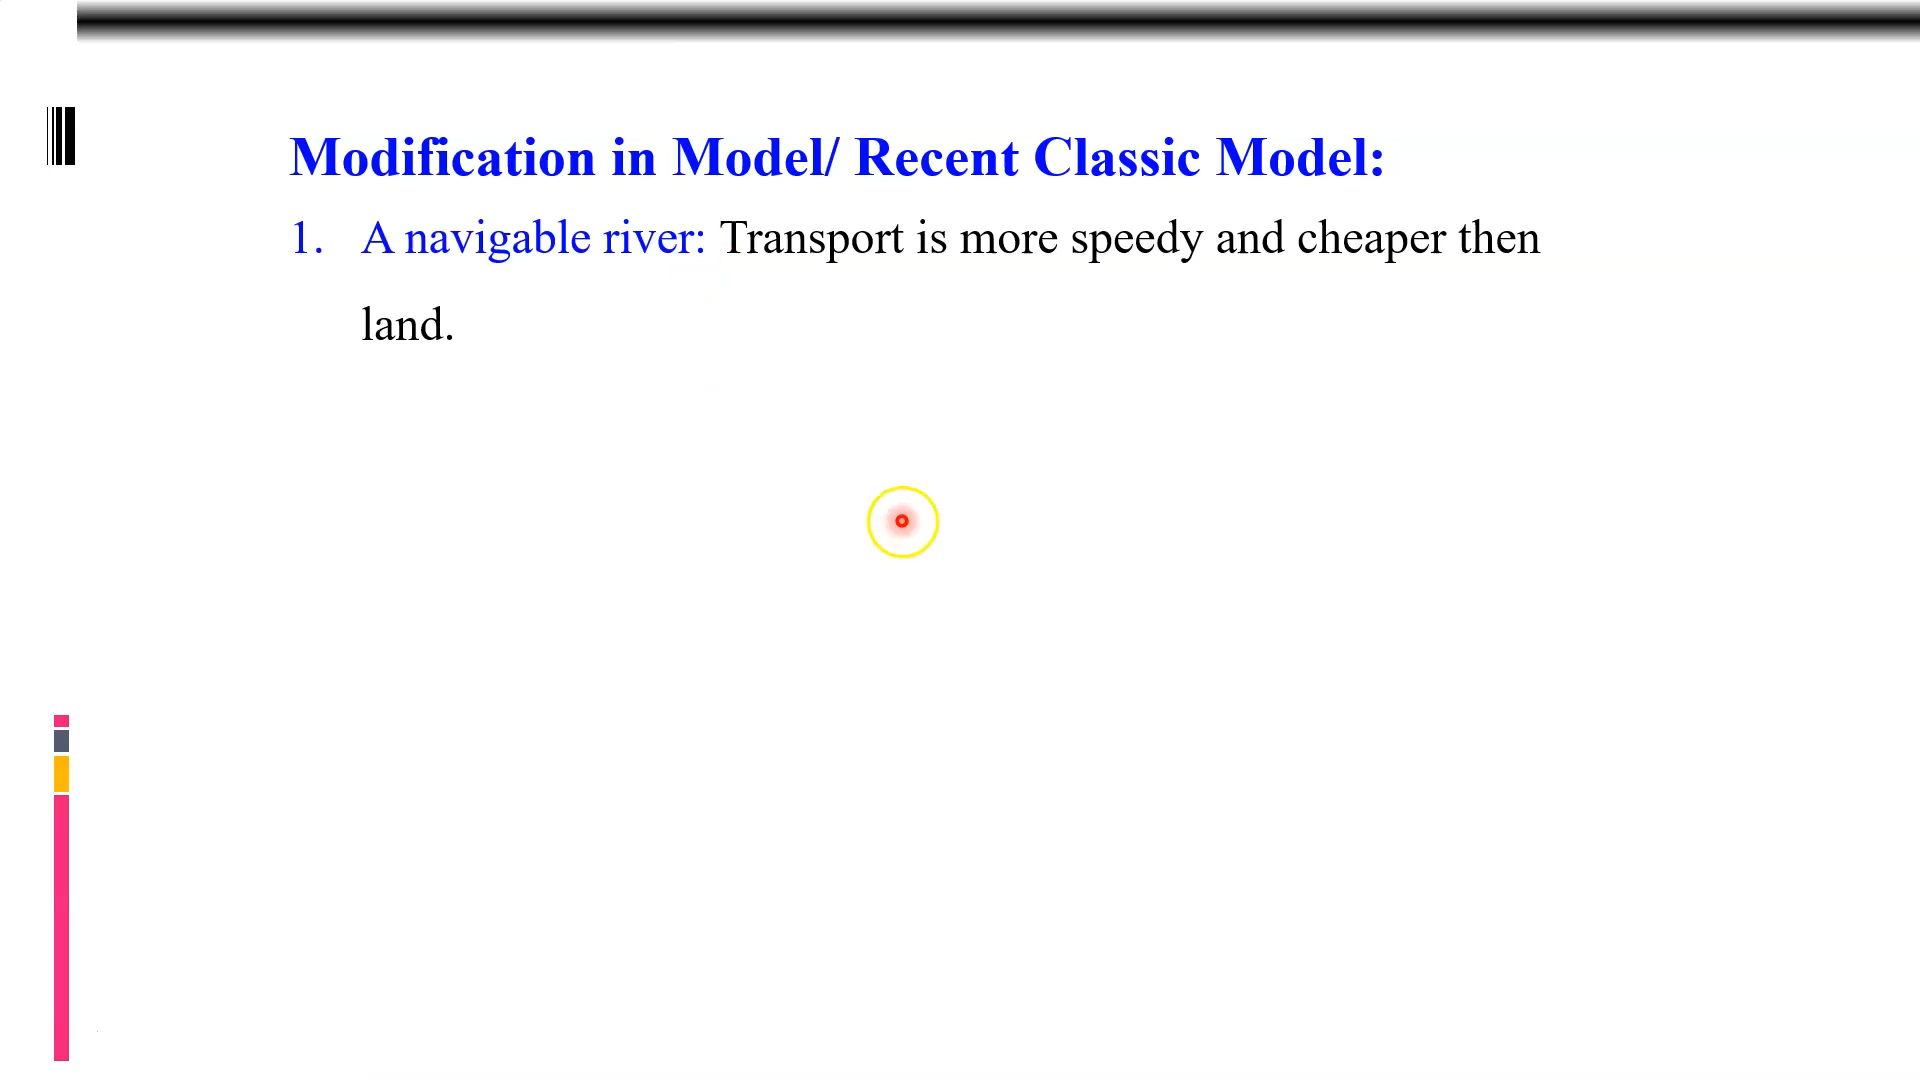 Modification in Model/ Recent Classic Model:
1. A navigable river: Transport is more speedy and cheaper then
land.